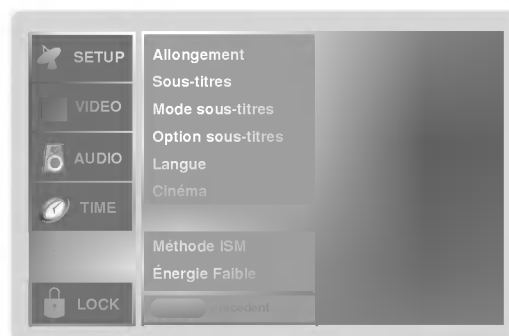 SETUP
VIDEO
AUDIO
TIME
LOCK
Allongement
Sous-titres
Mode sous-titres
Option sous-titres
Langue
Cinéma
Méthode ISM
Énergie Faible